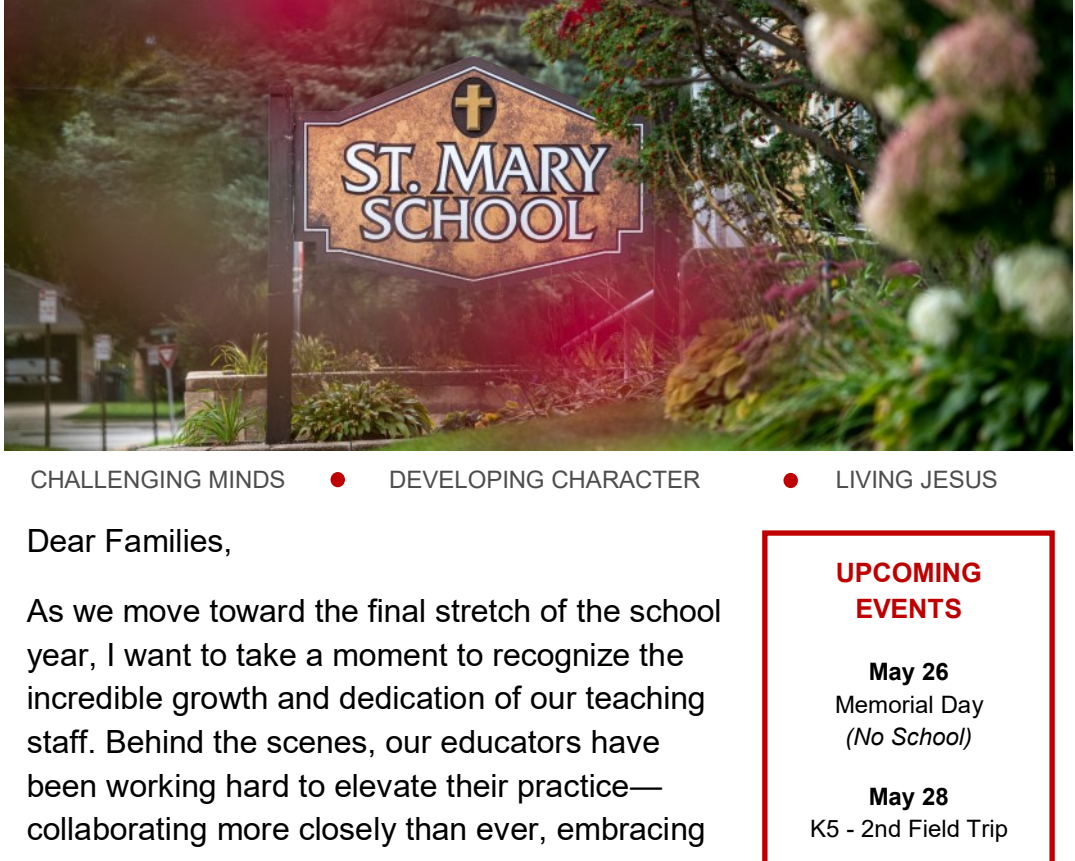 ST. MARY
SCHOOL
CHALLENGING MINDS ● DEVELOPING CHARACTER ● LIVING JESUS
Dear Families,
As we move toward the final stretch of the school
year, I want to take a moment to recognize the
incredible growth and dedication of our teaching
staff. Behind the scenes, our educators have
been working hard to elevate their practice—
collaborating more closely than ever, embracing
UPCOMING
EVENTS
May 26
Memorial Day
(No School)
May 28
K5 - 2nd Field Trip